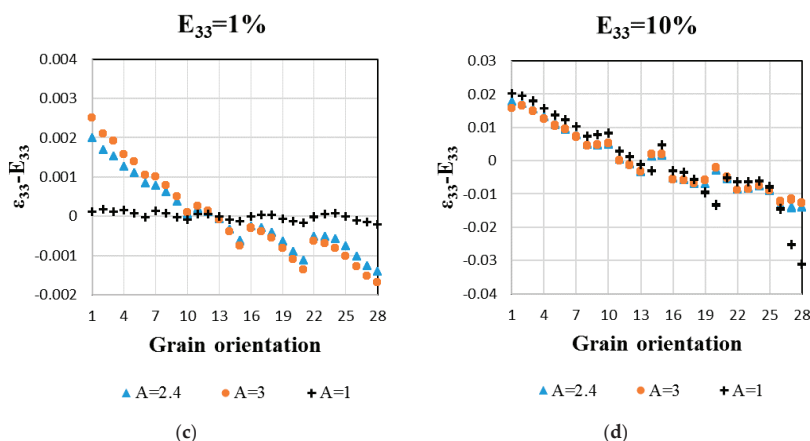 E₃₃=1%
0.004
0.003
0.002
0.001
0
-0.001
-0.002
ε₃₃-E₃₃
1 4 7 10 13 16 19 22 25 28
Grain orientation
A=2.4 A=3 A=1
(c)
E₃₃=10%
0.03
0.02
0.01
0
-0.01
-0.02
-0.03
-0.04
ε₃₃-E₃₃
1 4 7 10 13 16 19 22 25 28
Grain orientation
A=2.4 A=3 A=1
(d)